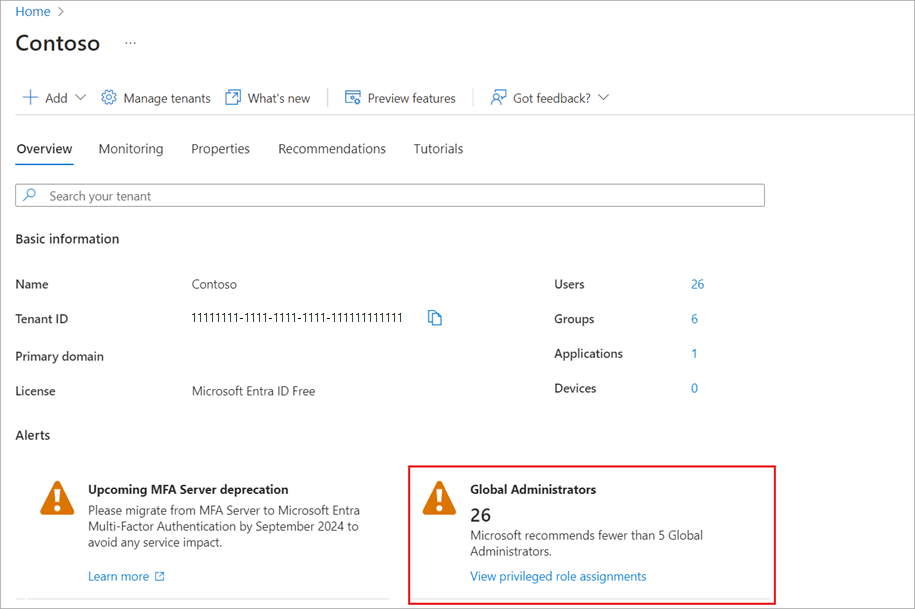 Home
Contoso
Add Manage tenants What's new Preview features Got feedback?
Overview Monitoring Properties Recommendations Tutorials
Search your tenant
Basic information
Name Contoso Users 26
Tenant ID 11111111-1111-1111-1111-111111111111 Groups 6
Primary domain Applications 1
License Microsoft Entra ID Free Devices 0
Alerts
Upcoming MFA Server deprecation
Please migrate from MFA Server to Microsoft Entra
Multi-Factor Authentication by September 2024 to
avoid any service impact.
Learn more
Global Administrators
26
Microsoft recommends fewer than 5 Global
Administrators.
View privileged role assignments